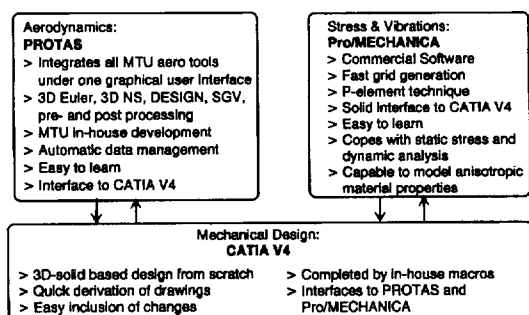 Aerodynamics:
PROTAS
> Integrates all MTU aero tools
under one graphical user Interface
> 3D Euler, 3D NS, DESIGN, SGV,
pre- and post processing
> MTU in-house development
> Automatic data management
> Easy to learn
> Interface to CATIA V4
Stress & Vibrations:
Pro/MECHANICA
> Commercial Software
> Fast grid generation
> P-element technique
> Solid Interface to CATIA V4
> Easy to learn
> Copes with static stress and
dynamic analysis
> Capable to model anisotropic
material properties
Mechanical Design:
CATIA V4
> 3D-solid based design from scratch
> Quick derivation of drawings
> Easy inclusion of changes
> Completed by in-house macros
> Interfaces to PROTAS and
Pro/MECHANICA